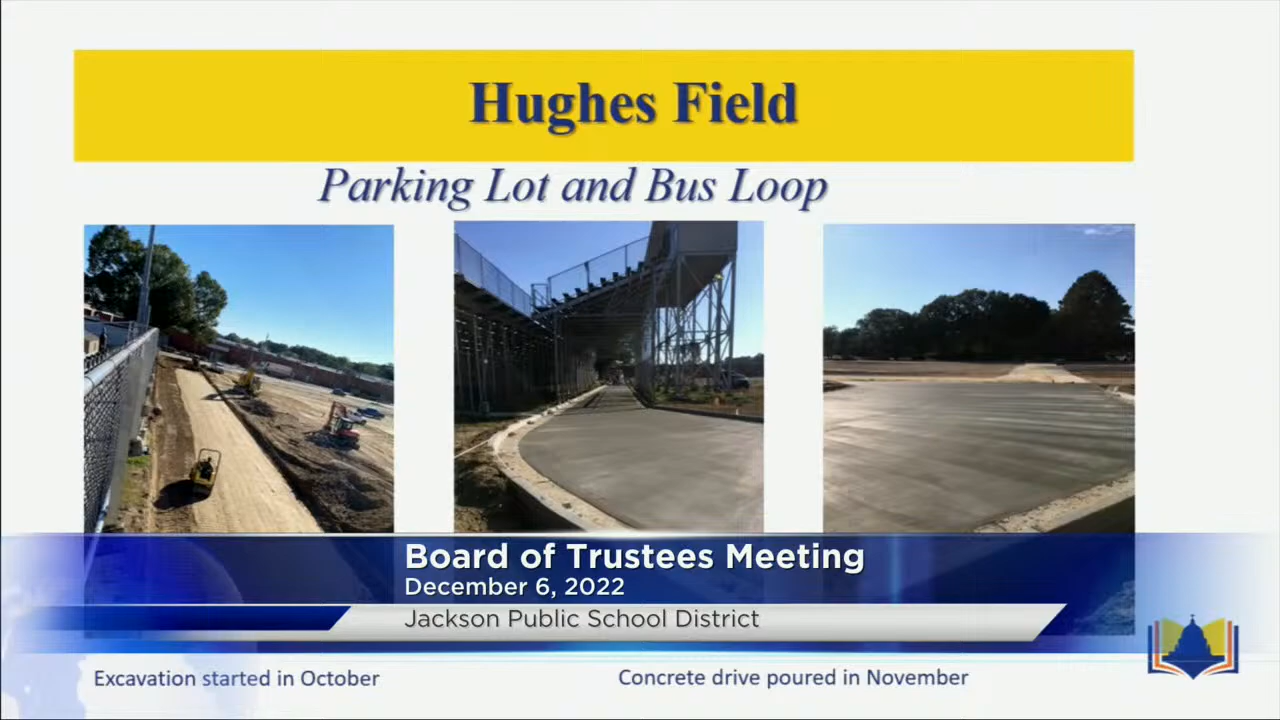 Hughes Field
Parking Lot and Bus Loop
Board of Trustees Meeting
December 6, 2022
Jackson Public School District
Excavation started in October
Concrete drive poured in November